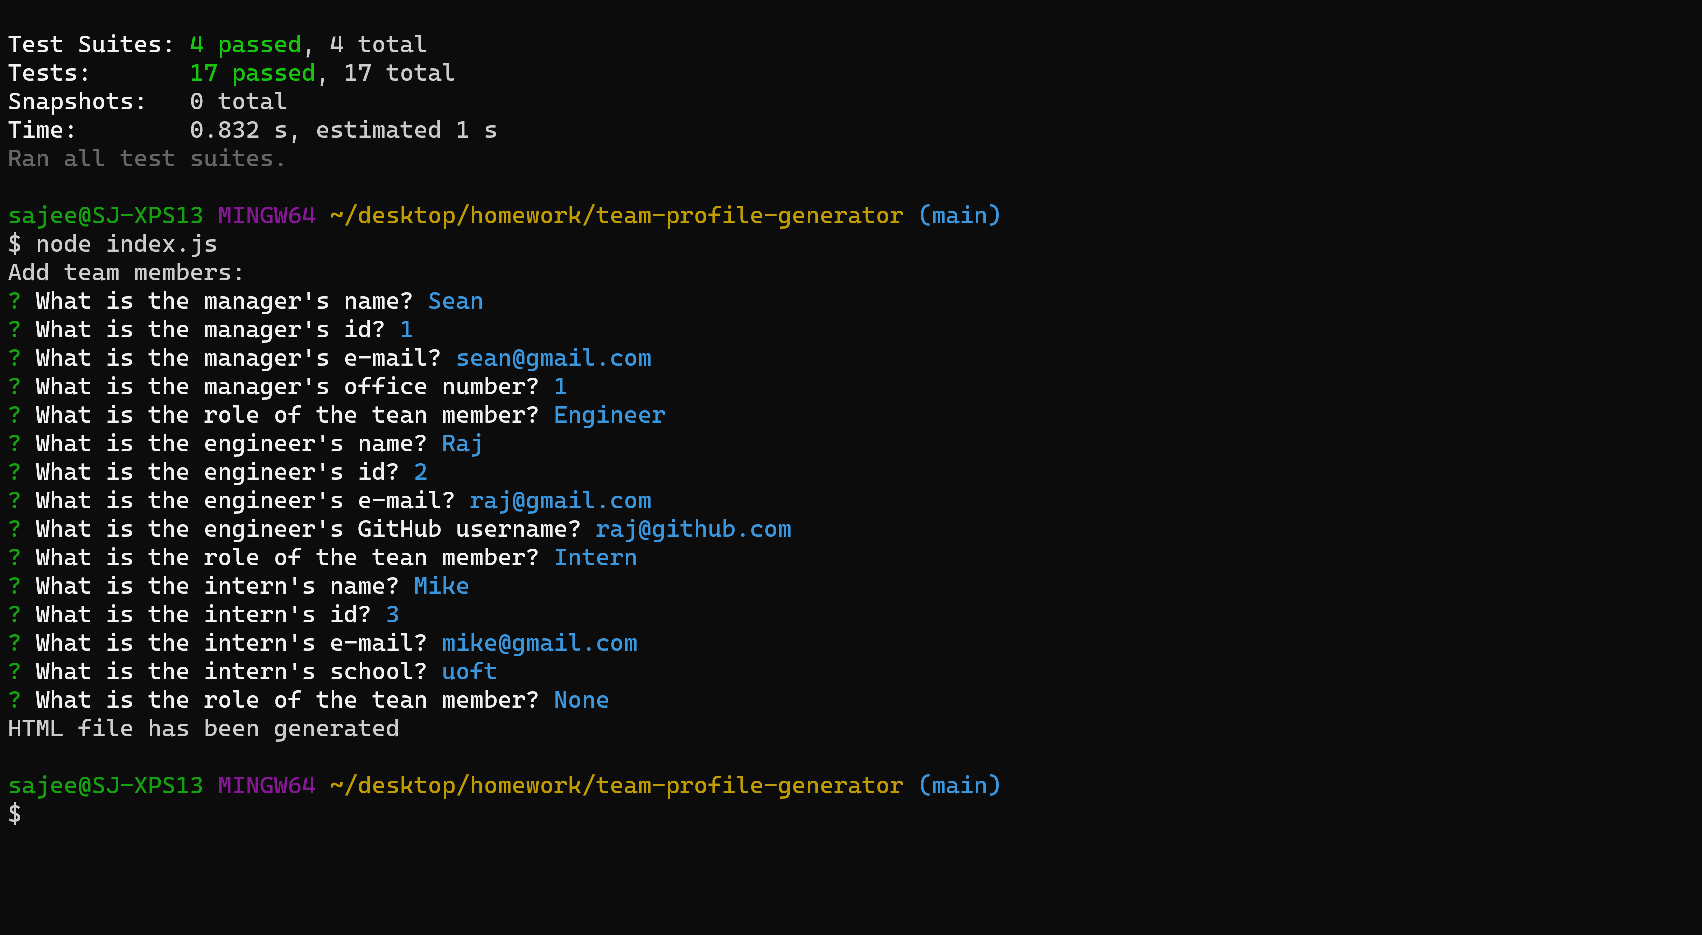 Test Suites: 4 passed, 4 total
Tests:       17 passed, 17 total
Snapshots:   0 total
Time:        0.832 s, estimated 1 s
Ran all test suites.
sajee@SJ-XPS13 MINGW64 ~/desktop/homework/team-profile-generator (main)
$ node index.js
Add team members:
? What is the manager's name? Sean
? What is the manager's id? 1
? What is the manager's e-mail? sean@gmail.com
? What is the manager's office number? 1
? What is the role of the tean member? Engineer
? What is the engineer's name? Raj
? What is the engineer's id? 2
? What is the engineer's e-mail? raj@gmail.com
? What is the engineer's GitHub username? raj@github.com
? What is the role of the tean member? Intern
? What is the intern's name? Mike
? What is the intern's id? 3
? What is the intern's e-mail? mike@gmail.com
? What is the intern's school? uoft
? What is the role of the tean member? None
HTML file has been generated
sajee@SJ-XPS13 MINGW64 ~/desktop/homework/team-profile-generator (main)
$